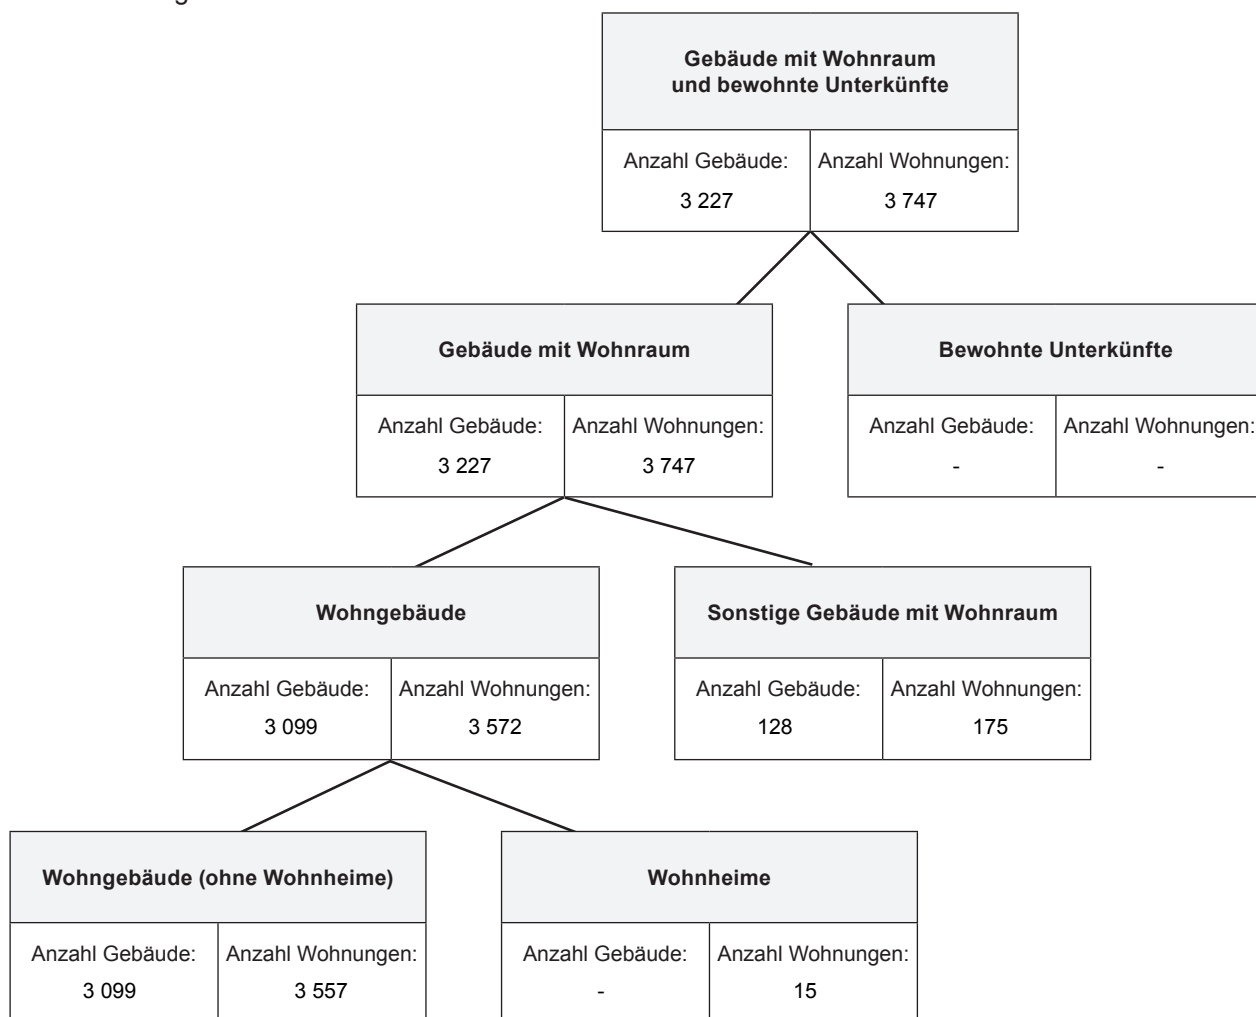 Gebäude mit Wohnraum
und bewohnte Unterkünfte
Anzahl Gebäude: Anzahl Wohnungen:
3 227 3 747
Gebäude mit Wohnraum Bewohnte Unterkünfte
Anzahl Gebäude: Anzahl Wohnungen: Anzahl Gebäude: Anzahl Wohnungen:
3 227 3 747 - -
Wohngebäude Sonstige Gebäude mit Wohnraum
Anzahl Gebäude: Anzahl Wohnungen: Anzahl Gebäude: Anzahl Wohnungen:
3 099 3 572 128 175
Wohngebäude (ohne Wohnheime) Wohnheime
Anzahl Gebäude: Anzahl Wohnungen: Anzahl Gebäude: Anzahl Wohnungen:
3 099 3 557 - 15